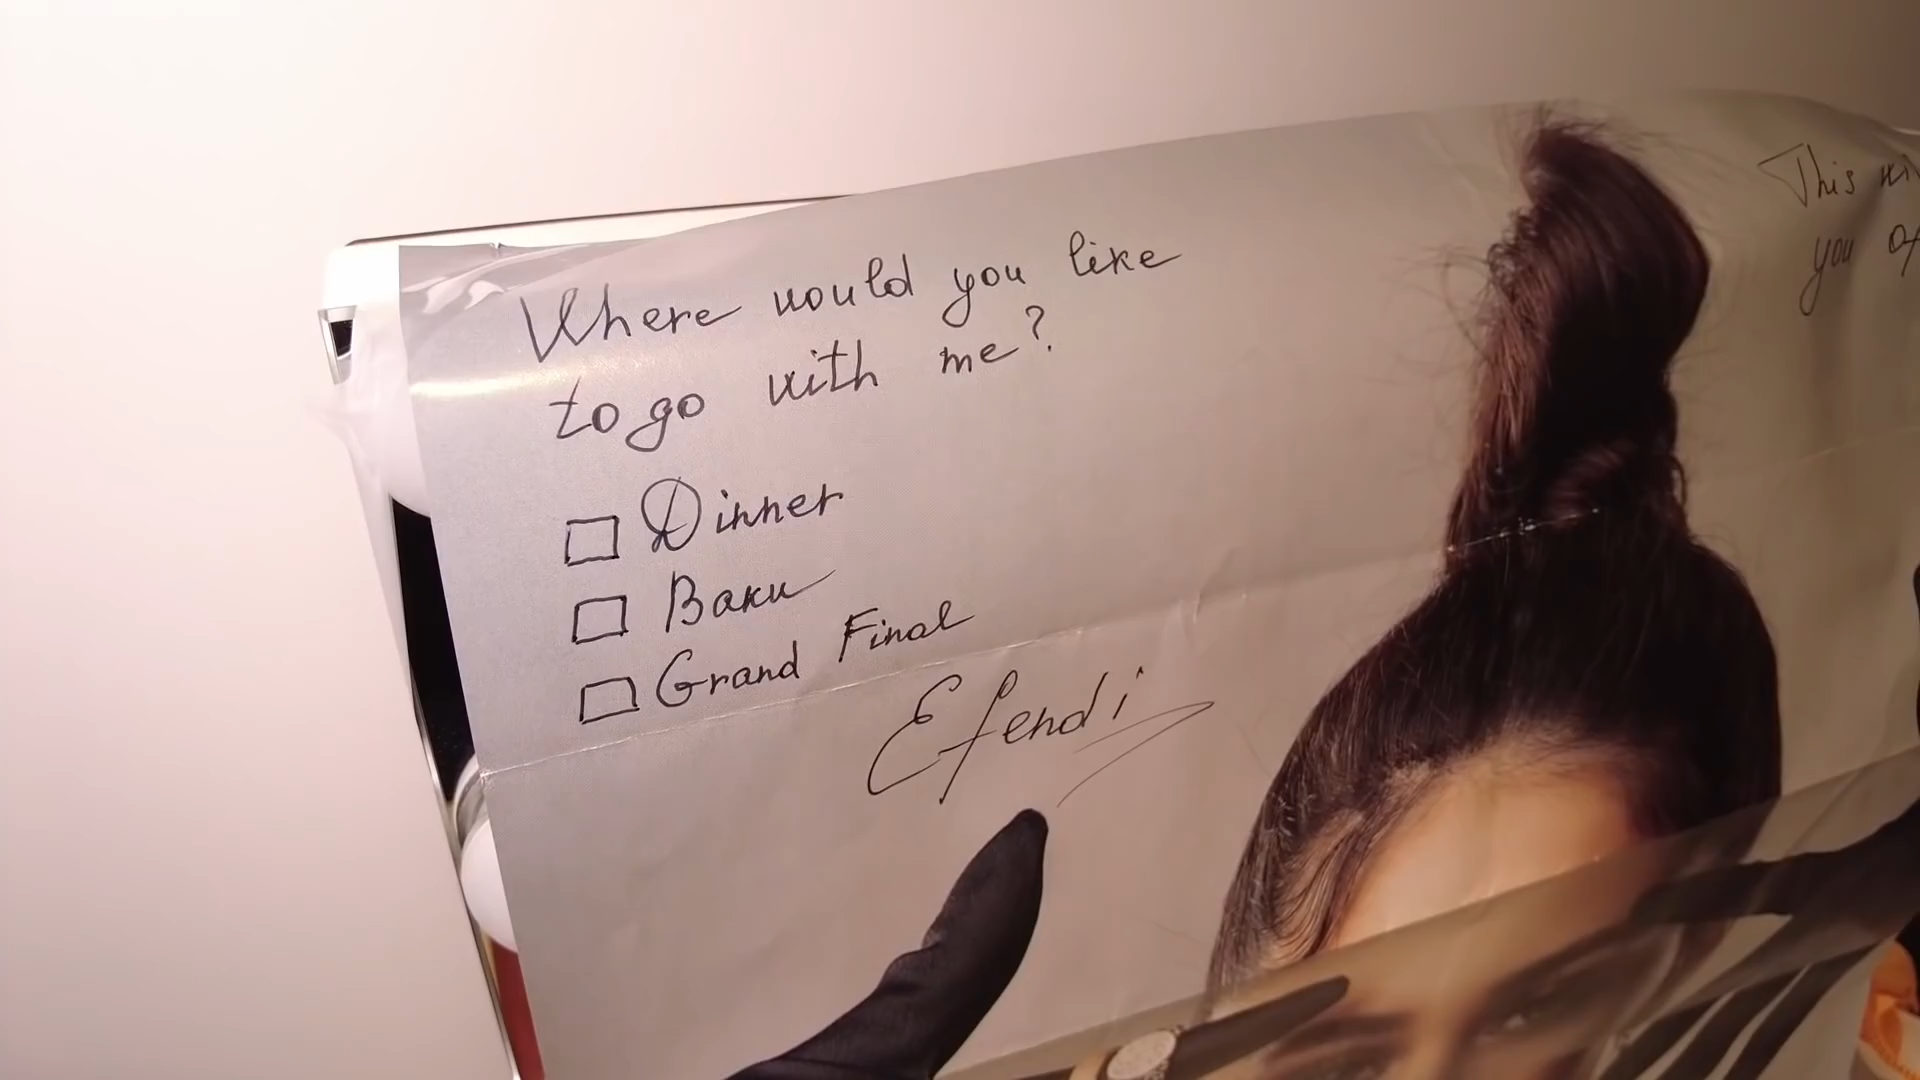 Where would you like
to go with me?
Dinner
Baku
Grand Final
Efendi
This
you